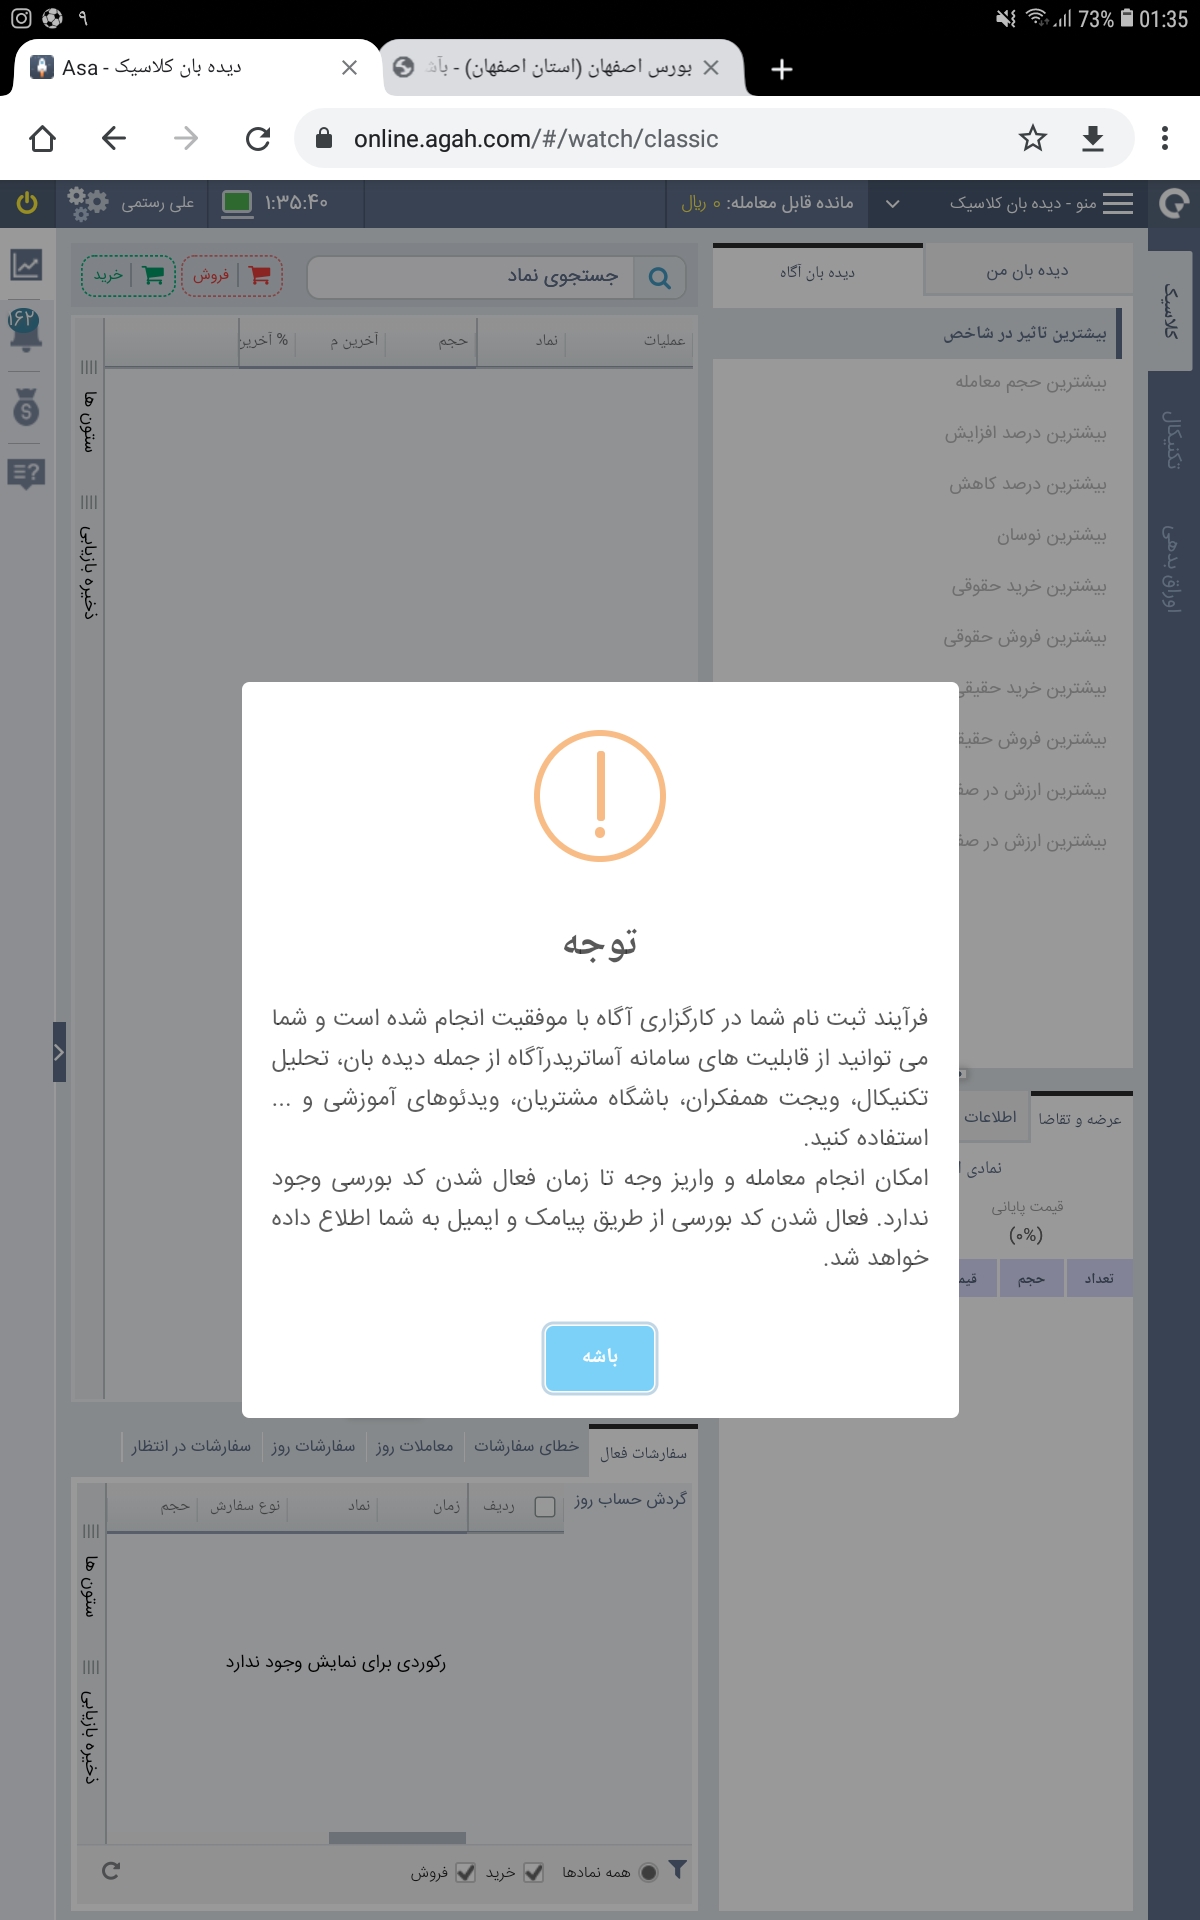 ۹
73%
01:35
دیده بان کلاسیک - Asa
بورس اصفهان (استان اصفهان) - بآش
online.agah.com/#/watch/classic
منو - دیده بان کلاسیک
مانده قابل معامله: ۰ ریال
۱:۳۵:۴۰
علی رستمی
کلاسیک
تکنیکال
اوراق بدهی
دیده بان من
دیده بان آگاه
بیشترین تاثیر در شاخص
بیشترین حجم معامله
بیشترین درصد افزایش
بیشترین درصد کاهش
بیشترین نوسان
بیشترین خرید حقوقی
بیشترین فروش حقوقی
بیشترین خرید حقیقی
بیشترین فروش حقیق
بیشترین ارزش در صف
بیشترین ارزش در صف
جستجوی نماد
فروش
خرید
۱۶۲
عملیات
نماد
حجم
آخرین م
% آخرین
ستون ها
ذخیره بازیابی
توجه
فرآیند ثبت نام شما در کارگزاری آگاه با موفقیت انجام شده است و شما
می توانید از قابلیت های سامانه آساتریدرآگاه از جمله دیده بان، تحلیل
تکنیکال، ویجت همفکران، باشگاه مشتریان، ویدئوهای آموزشی و ...
استفاده کنید.
امکان انجام معامله و واریز وجه تا زمان فعال شدن کد بورسی وجود
ندارد. فعال شدن کد بورسی از طریق پیامک و ایمیل به شما اطلاع داده
خواهد شد.
باشه
عرضه و تقاضا
اطلاعات
نمادی ا
قیمت پایانی
(۰%)
تعداد
حجم
قیم
سفارشات فعال
خطای سفارشات
معاملات روز
سفارشات روز
سفارشات در انتظار
گردش حساب روز
ردیف
زمان
نماد
نوع سفارش
حجم
ستون ها
ذخیره بازیابی
رکوردی برای نمایش وجود ندارد
همه نمادها
خرید
فروش